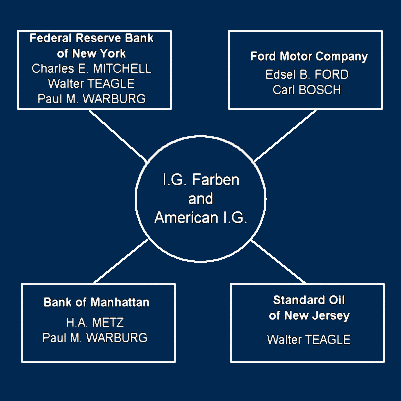 Federal Reserve Bank
of New York
Charles E. MITCHELL
Walter TEAGLE
Paul M. WARBURG
Ford Motor Company
Edsel B. FORD
Carl BOSCH
I.G. Farben
and
American I.G.
Bank of Manhattan
H.A. METZ
Paul M. WARBURG
Standard Oil
of New Jersey
Walter TEAGLE